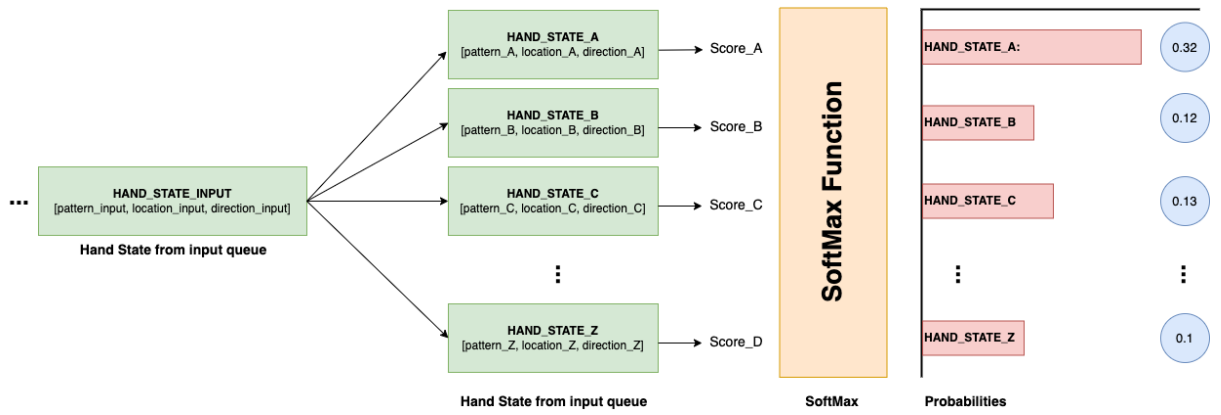 HAND_STATE_A
[pattern_A, location_A, direction_A]
Score_A
HAND_STATE_A:
0.32
HAND_STATE_B
[pattern_B, location_B, direction_B]
Score_B
HAND_STATE_B
0.12
...
HAND_STATE_INPUT
[pattern_input, location_input, direction_input]
Hand State from input queue
HAND_STATE_C
[pattern_C, location_C, direction_C]
Score_C
HAND_STATE_C
0.13
...
...
...
HAND_STATE_Z
[pattern_Z, location_Z, direction_Z]
Score_D
HAND_STATE_Z
0.1
SoftMax Function
Hand State from input queue
SoftMax
Probabilities